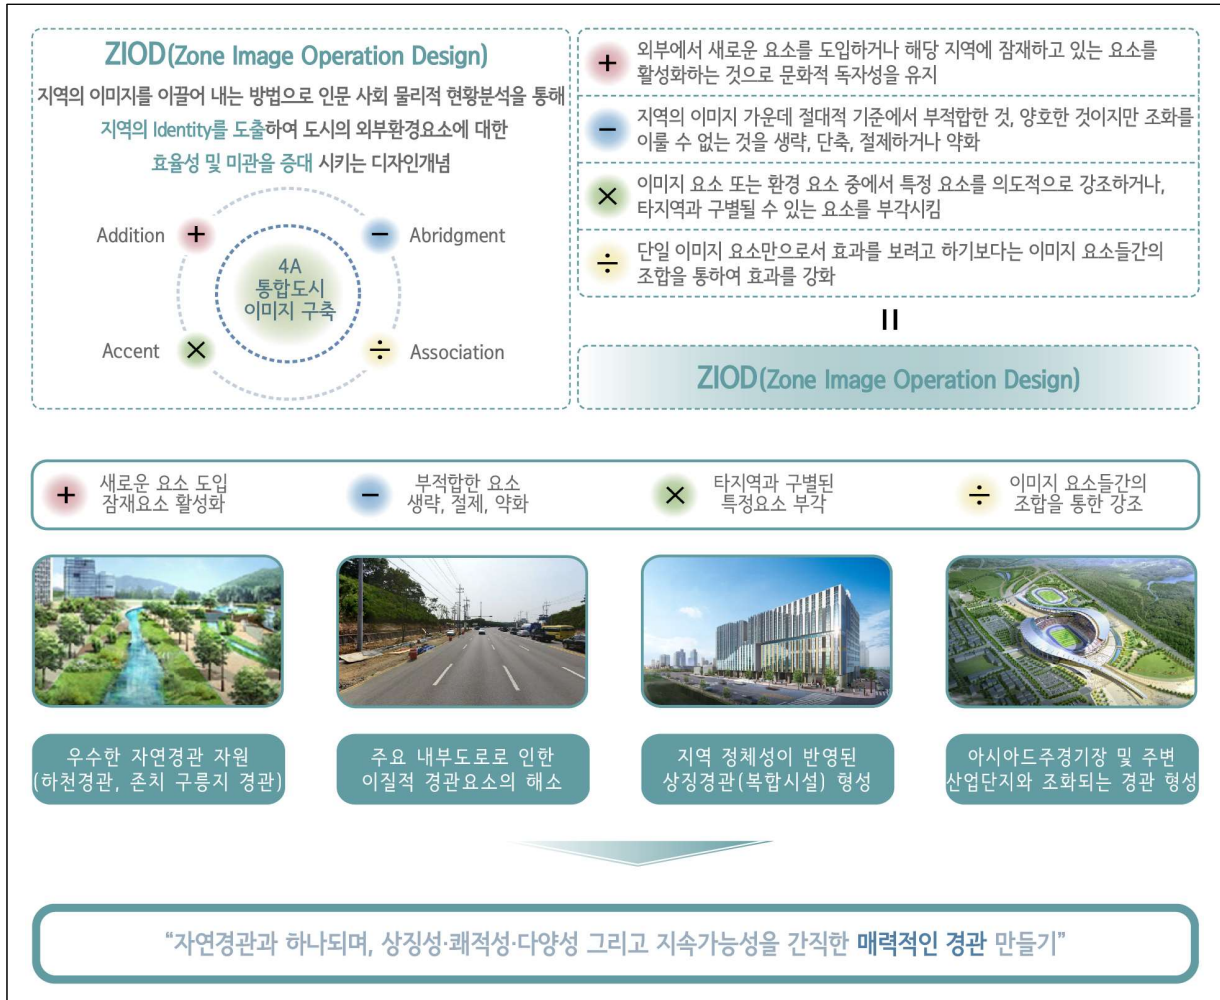 ZIOD(Zone Image Operation Design)
지역의 이미지를 이끌어 내는 방법으로 인문 사회 물리적 현황분석을 통해
지역의 Identity를 도출하여 도시의 외부환경요소에 대한
효율성 및 미관을 증대 시키는 디자인개념
Addition +
− Abridgment
4A
통합도시
이미지 구축
Accent ×
÷ Association
+ 외부에서 새로운 요소를 도입하거나 해당 지역에 잠재하고 있는 요소를
활성화하는 것으로 문화적 독자성을 유지
− 지역의 이미지 가운데 절대적 기준에서 부적합한 것, 양호한 것이지만 조화를
이룰 수 없는 것을 생략, 단축, 절제하거나 약화
× 이미지 요소 또는 환경 요소 중에서 특정 요소를 의도적으로 강조하거나,
타지역과 구별될 수 있는 요소를 부각시킴
÷ 단일 이미지 요소만으로서 효과를 보려고 하기보다는 이미지 요소들간의
조합을 통하여 효과를 강화
=
ZIOD(Zone Image Operation Design)
+ 새로운 요소 도입
잠재요소 활성화
− 부적합한 요소
생략, 절제, 약화
× 타지역과 구별된
특정요소 부각
÷ 이미지 요소들간의
조합을 통한 강조
우수한 자연경관 자원
(하천경관, 존치 구릉지 경관)
주요 내부도로로 인한
이질적 경관요소의 해소
지역 정체성이 반영된
상징경관(복합시설) 형성
아시아드주경기장 및 주변
산업단지와 조화되는 경관 형성
“자연경관과 하나되며, 상징성·쾌적성·다양성 그리고 지속가능성을 간직한 매력적인 경관 만들기”